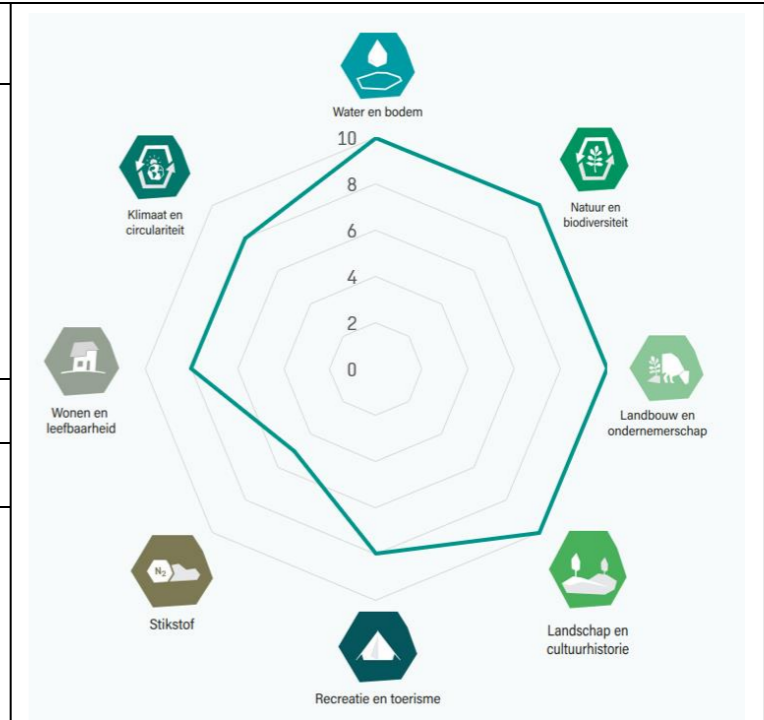 Water en bodem
10
8
6
4
2
0
Natuur en
biodiversiteit
Landbouw en
ondernemerschap
Landschap en
cultuurhistorie
Recreatie en toerisme
N₂
Stikstof
Wonen en
leefbaarheid
Klimaat en
circulariteit